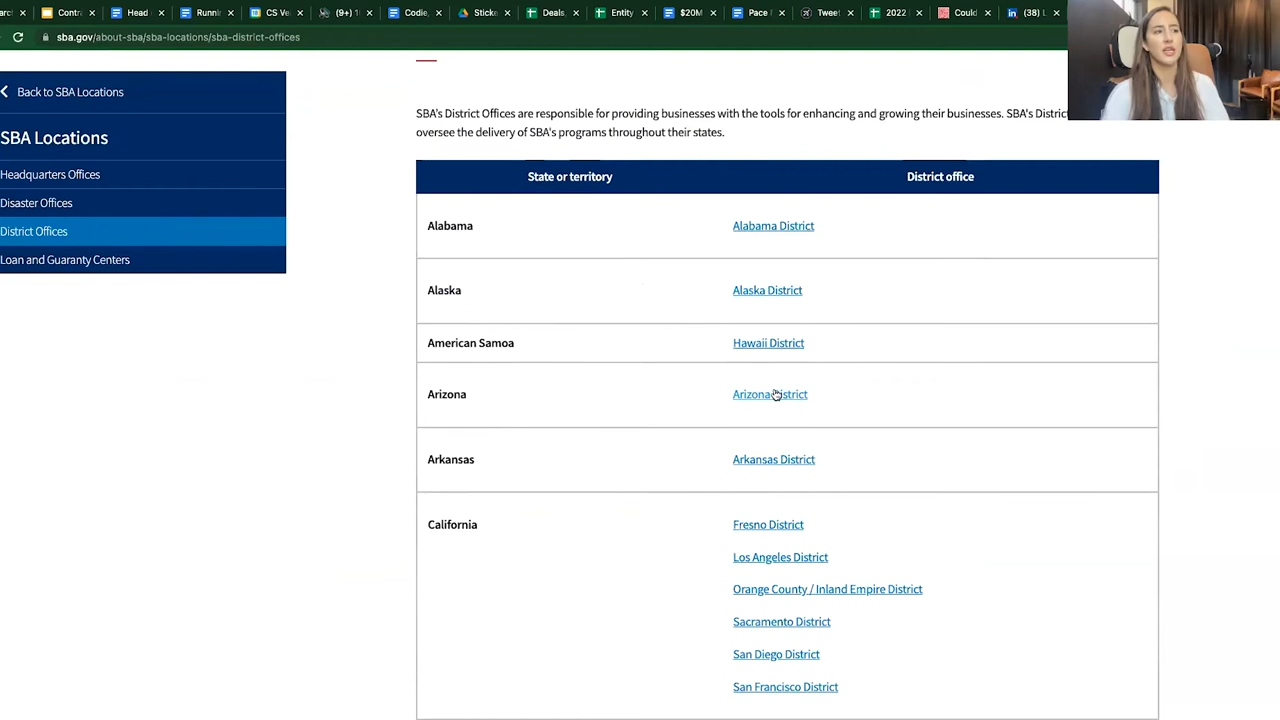 arc
Contra
Head
Runnin
CS Ve
(9+) 1
Codie,
Sticke
Deals,
Entity
$20M
Pace
Tweet
2022
Could
(38) L
sba.gov/about-sba/sba-locations/sba-district-offices
Back to SBA Locations
SBA Locations
Headquarters Offices
Disaster Offices
District Offices
Loan and Guaranty Centers
SBA's District Offices are responsible for providing businesses with the tools for enhancing and growing their businesses. SBA's Distric
oversee the delivery of SBA's programs throughout their states.
State or territory District office
Alabama Alabama District
Alaska Alaska District
American Samoa Hawaii District
Arizona Arizona District
Arkansas Arkansas District
California Fresno District
Los Angeles District
Orange County / Inland Empire District
Sacramento District
San Diego District
San Francisco District